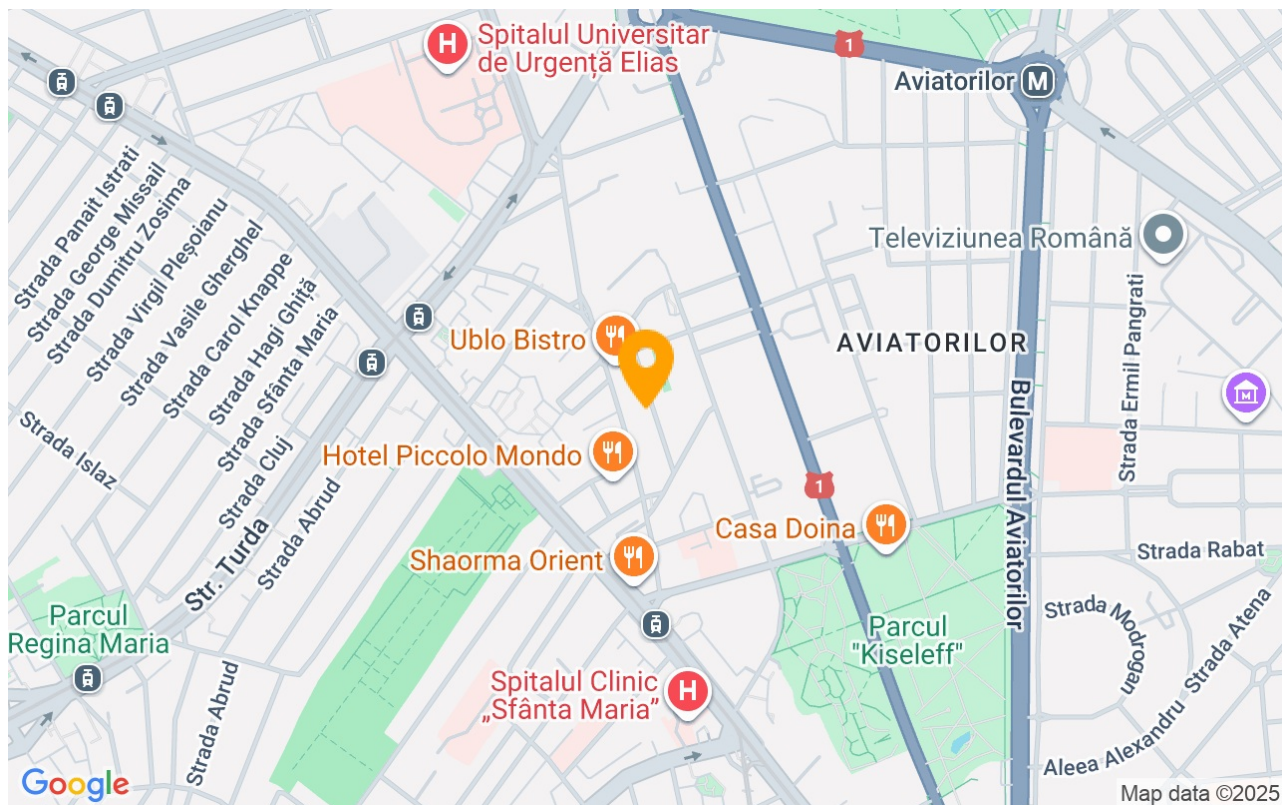 Spitalul Universitar
de Urgență Elias
H
1
Aviatorilor
M
Strada Panait Istrati
Strada George Missail
Strada Dumitru Zosima
Strada Virgil Pleșoianu
Strada Vasile Gherghel
Strada Carol Knappe
Strada Hagi Ghiță
Strada Sfânta Maria
Strada Cluj
Strada Islaz
Strada Abrud
Str. Turda
Televiziunea Română
Ublo Bistro
AVIATORILOR
Strada Ermil Pangrati
Bulevardul Aviatorilor
M
Hotel Piccolo Mondo
1
Casa Doina
Shaorma Orient
Strada Rabat
Parcul
Regina Maria
Strada Modrogan
Strada Atena
Parcul
"Kiseleff"
Strada Abrud
Spitalul Clinic
„Sfânta Maria”
H
Aleea Alexandru
Google
Map data ©2025